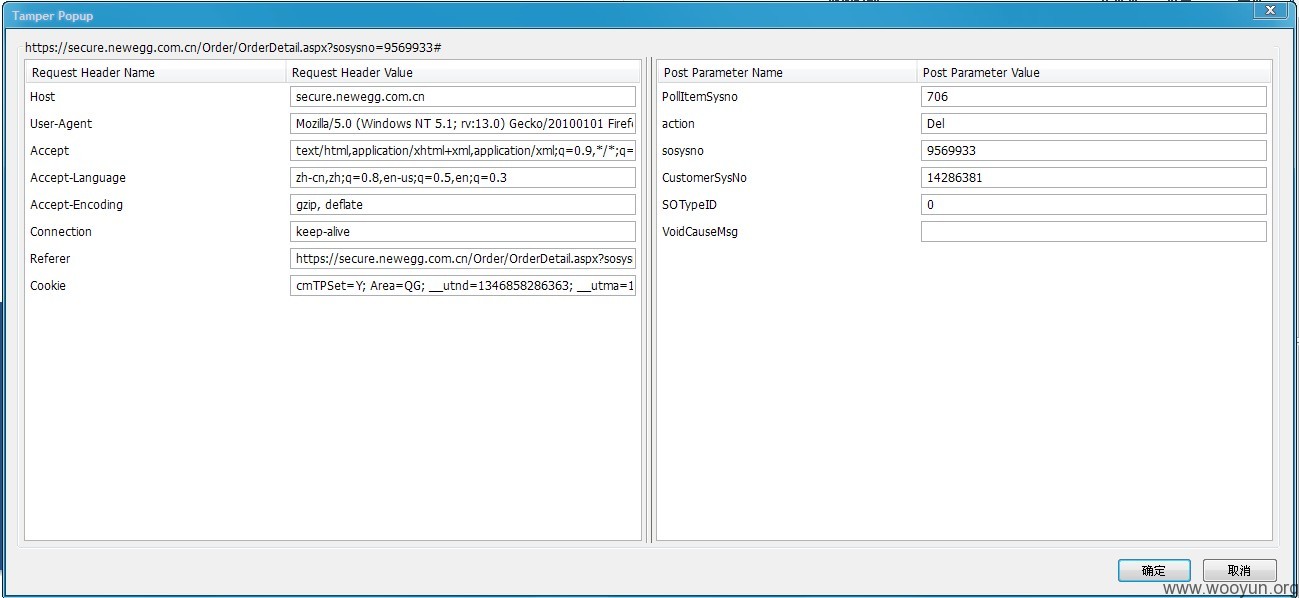 Tamper Popup
https://secure.newegg.com.cn/Order/OrderDetail.aspx?sosysno=9569933#
Request Header Name Request Header Value
Host secure.newegg.com.cn
User-Agent Mozilla/5.0 (Windows NT 5.1; rv:13.0) Gecko/20100101 Firef
Accept text/html,application/xhtml+xml,application/xml;q=0.9,*/*;q=
Accept-Language zh-cn,zh;q=0.8,en-us;q=0.5,en;q=0.3
Accept-Encoding gzip, deflate
Connection keep-alive
Referer https://secure.newegg.com.cn/Order/OrderDetail.aspx?sosys
Cookie cmTPSet=Y; Area=QG; __utnd=1346858286363; __utma=1
Post Parameter Name Post Parameter Value
PollItemSysno 706
action Del
sosysno 9569933
CustomerSysNo 14286381
SOTypeID 0
VoidCauseMsg
确定 取消
www.wooyun.org